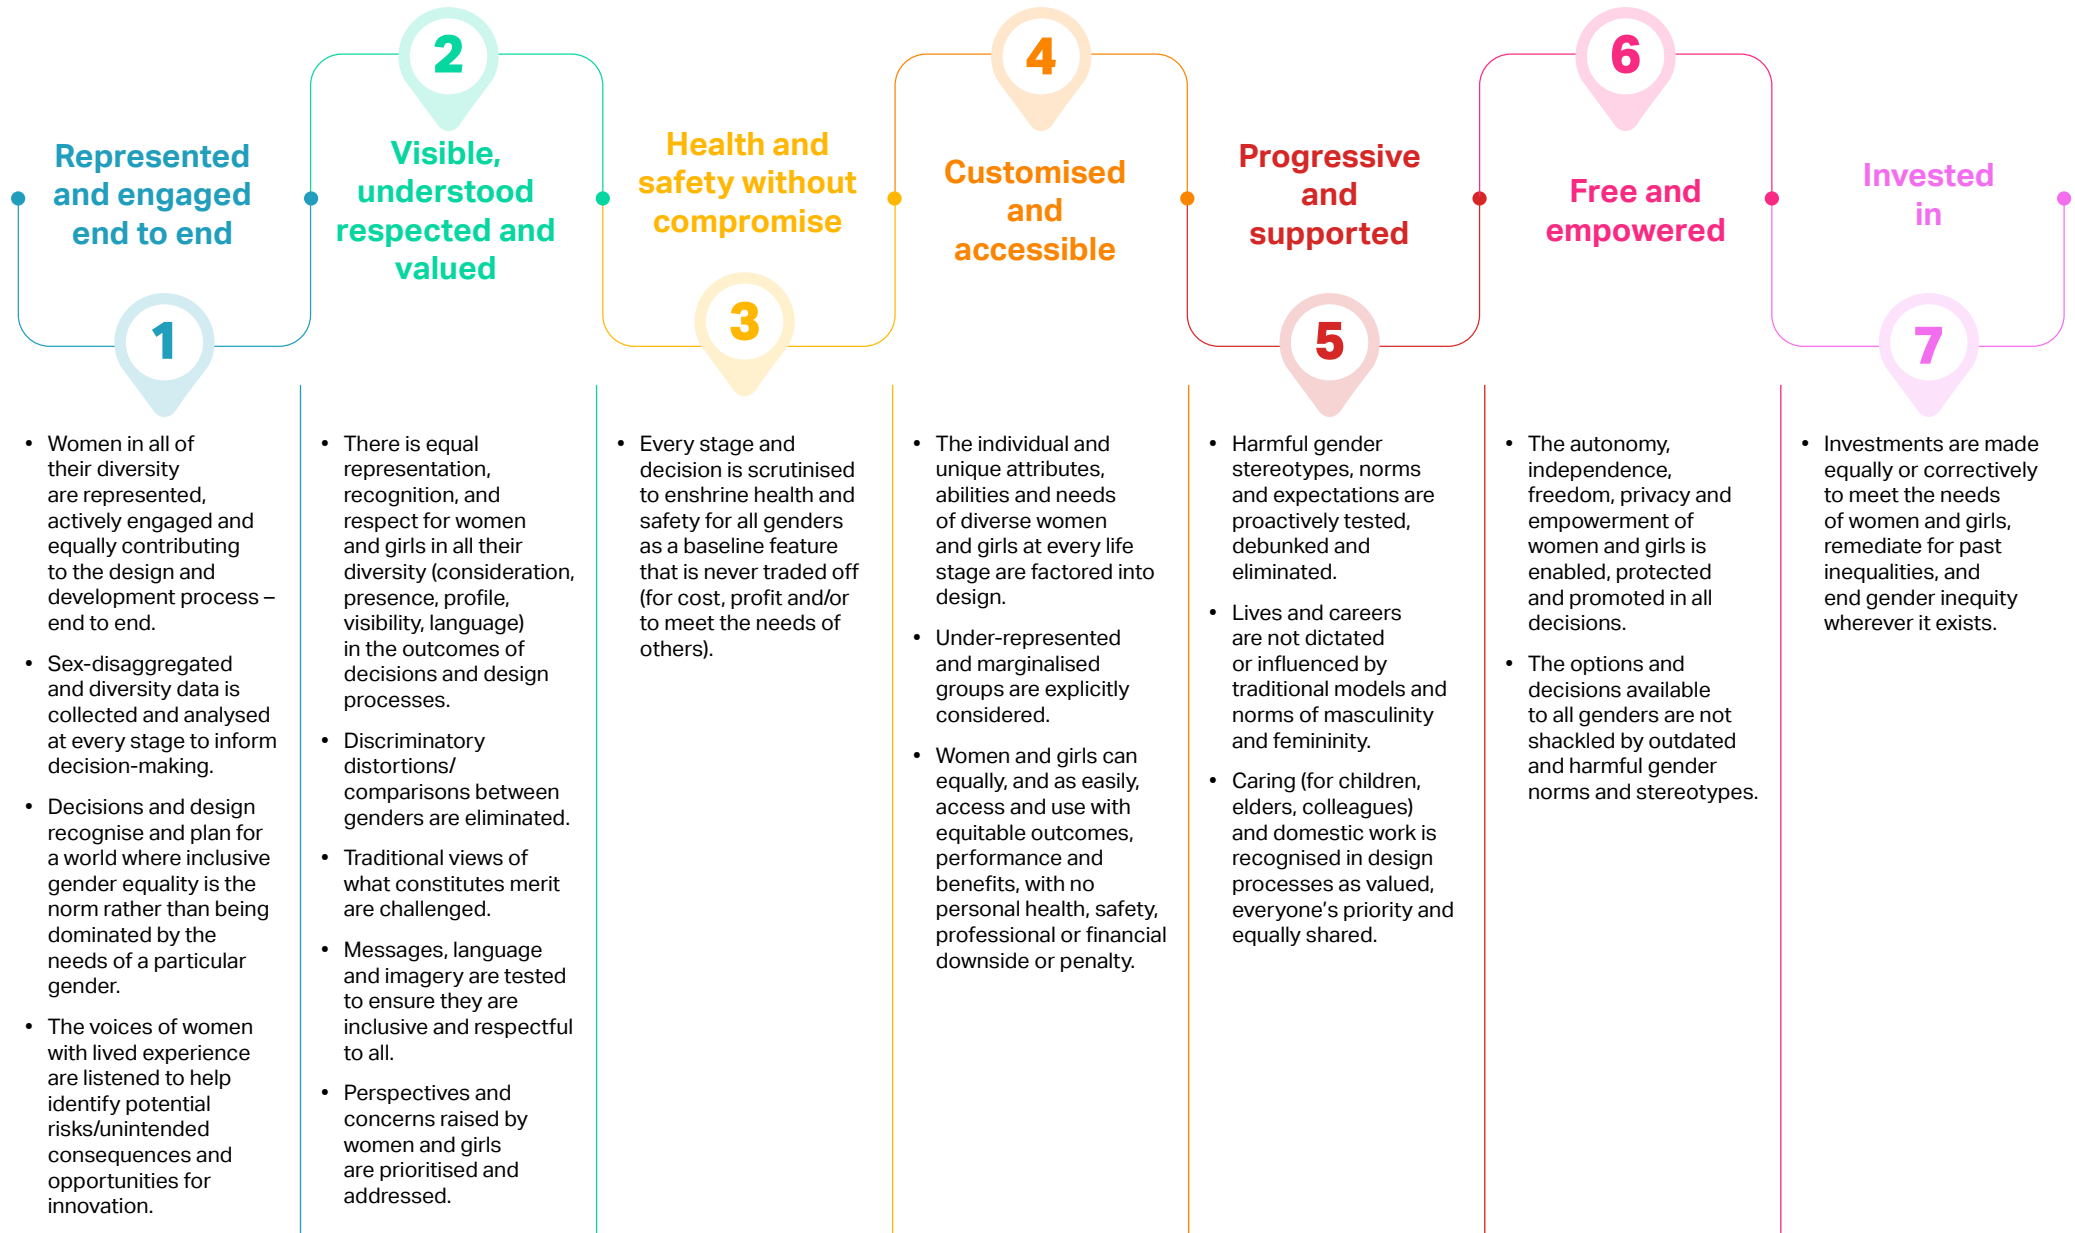 1
Represented
and engaged
end to end
• Women in all of
their diversity
are represented,
actively engaged and
equally contributing
to the design and
development process –
end to end.
• Sex-disaggregated
and diversity data is
collected and analysed
at every stage to inform
decision-making.
• Decisions and design
recognise and plan for
a world where inclusive
gender equality is the
norm rather than being
dominated by the
needs of a particular
gender.
• The voices of women
with lived experience
are listened to help
identify potential
risks/unintended
consequences and
opportunities for
innovation.
2
Visible,
understood
respected and
valued
• There is equal
representation,
recognition, and
respect for women
and girls in all their
diversity (consideration,
presence, profile,
visibility, language)
in the outcomes of
decisions and design
processes.
• Discriminatory
distortions/
comparisons between
genders are eliminated.
• Traditional views of
what constitutes merit
are challenged.
• Messages, language
and imagery are tested
to ensure they are
inclusive and respectful
to all.
• Perspectives and
concerns raised by
women and girls
are prioritised and
addressed.
Health and
safety without
compromise
3
• Every stage and
decision is scrutinised
to enshrine health and
safety for all genders
as a baseline feature
that is never traded off
(for cost, profit and/or
to meet the needs of
others).
4
Customised
and
accessible
• The individual and
unique attributes,
abilities and needs
of diverse women
and girls at every life
stage are factored into
design.
• Under-represented
and marginalised
groups are explicitly
considered.
• Women and girls can
equally, and as easily,
access and use with
equitable outcomes,
performance and
benefits, with no
personal health, safety,
professional or financial
downside or penalty.
Progressive
and
supported
5
• Harmful gender
stereotypes, norms
and expectations are
proactively tested,
debunked and
eliminated.
• Lives and careers
are not dictated
or influenced by
traditional models and
norms of masculinity
and femininity.
• Caring (for children,
elders, colleagues)
and domestic work is
recognised in design
processes as valued,
everyone's priority and
equally shared.
6
Free and
empowered
• The autonomy,
independence,
freedom, privacy and
empowerment of
women and girls is
enabled, protected
and promoted in all
decisions.
• The options and
decisions available
to all genders are not
shackled by outdated
and harmful gender
norms and stereotypes.
Invested
in
7
• Investments are made
equally or correctively
to meet the needs
of women and girls,
remediate for past
inequalities, and
end gender inequity
wherever it exists.